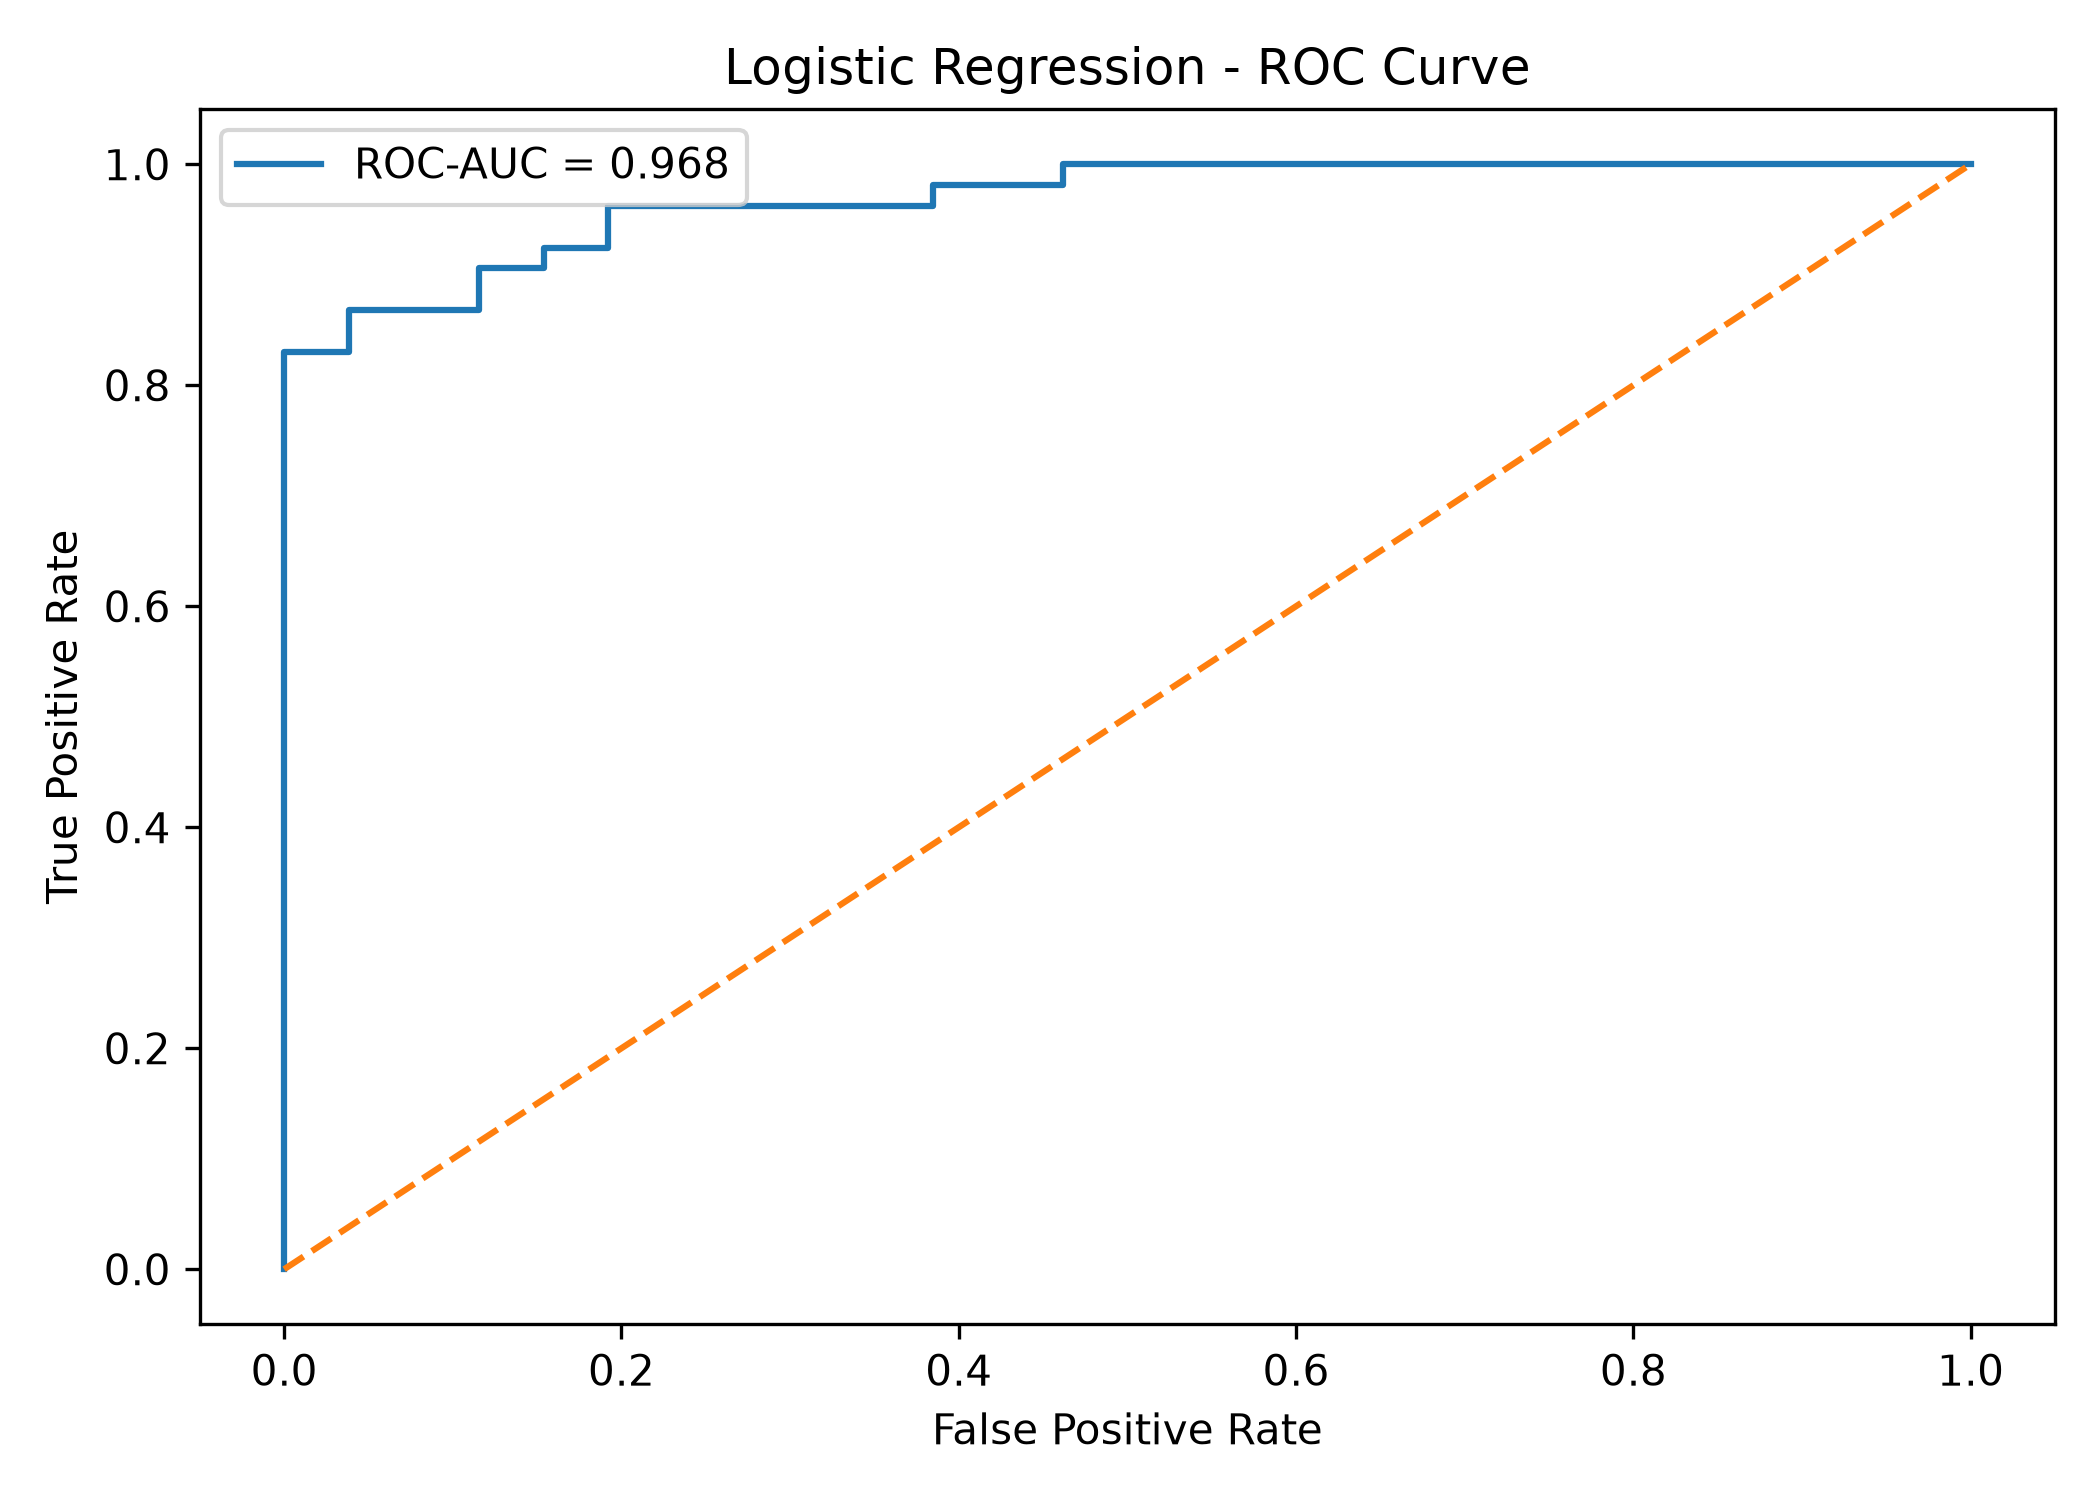 Logistic Regression - ROC Curve
ROC-AUC = 0.968
True Positive Rate
1.0
0.8
0.6
0.4
0.2
0.0
0.0 0.2 0.4 0.6 0.8 1.0
False Positive Rate